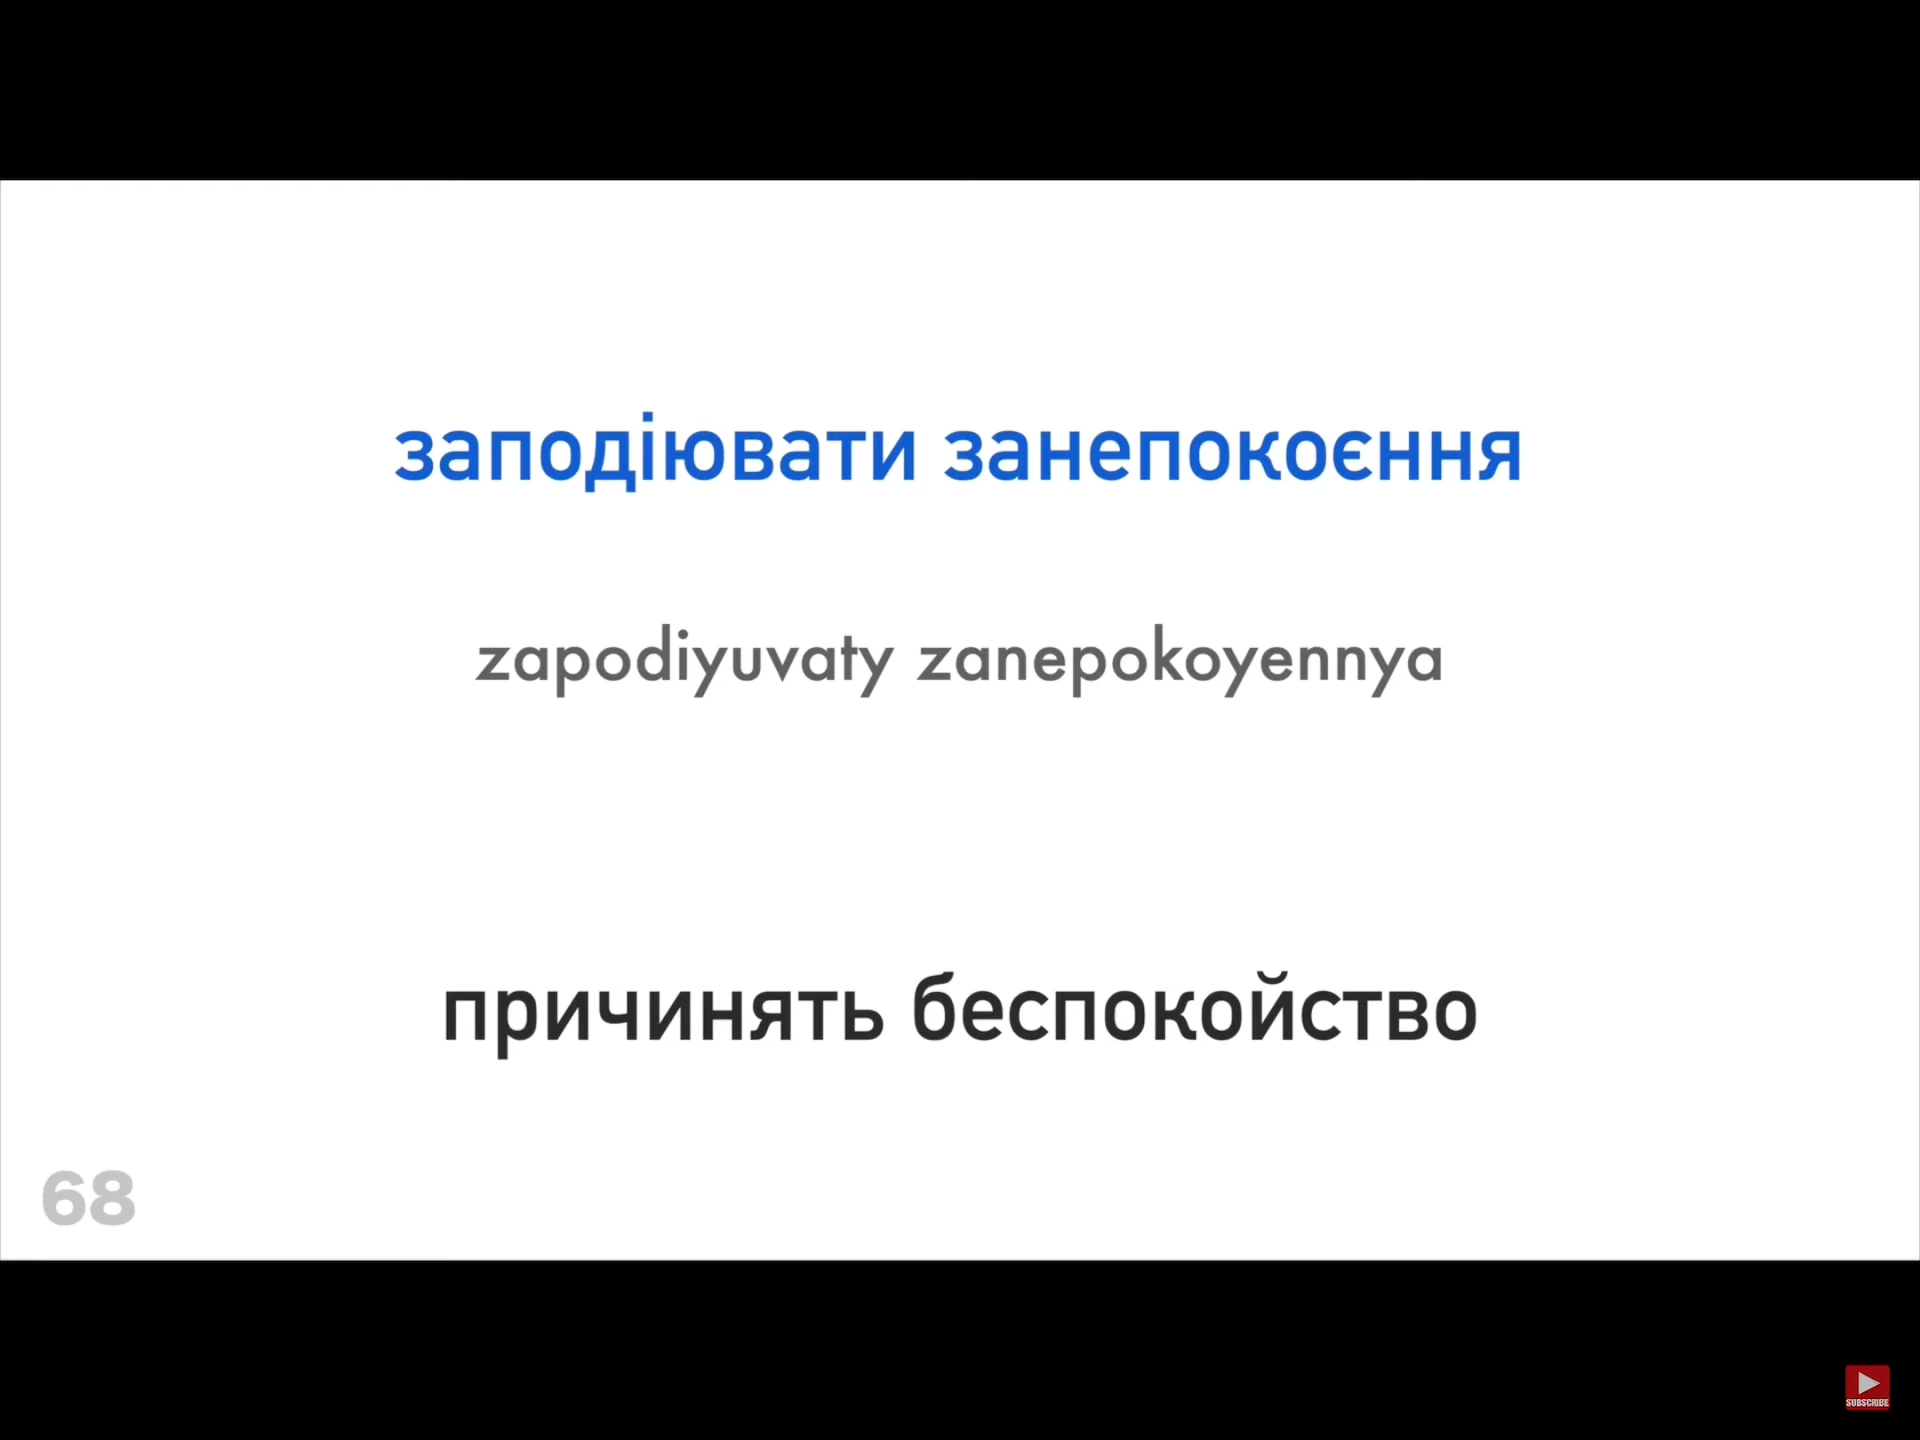 заподіювати занепокоєння
zapodiyuvaty zanepokoyennya
причинять беспокойство
68
SUBSCRIBE